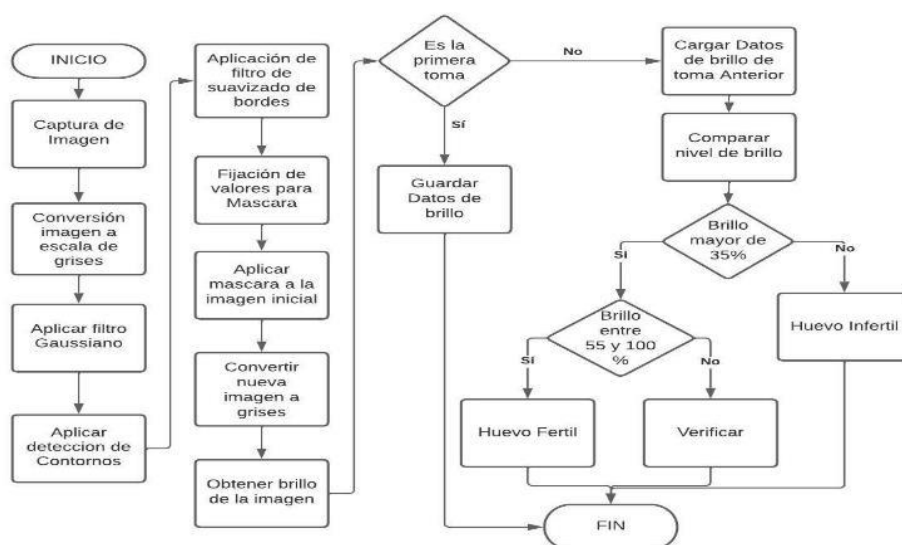 INICIO
Captura de
Imagen
Conversión
imagen a
escala de
grises
Aplicar filtro
Gaussiano
Aplicar
deteccion de
Contornos
Aplicación de
filtro de
suavizado de
bordes
Fijación de
valores para
Mascara
Aplicar
mascara a la
imagen inicial
Convertir
nueva
imagen a
grises
Obtener brillo
de la imagen
Es la
primera
toma
No
Sí
Guardar
Datos de
brillo
Cargar Datos
de brillo de
toma Anterior
Comparar
nivel de brillo
Brillo
mayor de
35%
Sí
No
Brillo
entre
55 y 100
%
Sí
No
Huevo Infertil
Huevo Fertil
Verificar
FIN